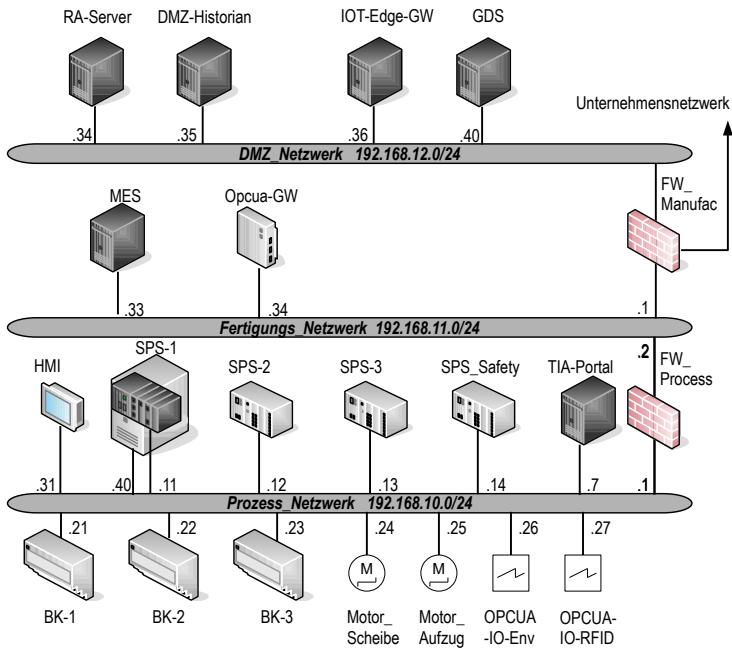 RA-Server DMZ-Historian IOT-Edge-GW GDS
Unternehmensnetzwerk
.34 .35 .36 .40
DMZ_Netzwerk 192.168.12.0/24
FW_
Manufac
MES Opcua-GW
.33 .34 .1
Fertigungs_Netzwerk 192.168.11.0/24
SPS-1
.2
HMI SPS-2 SPS-3 SPS_Safety TIA-Portal
FW_
Process
.31 .40 .11 .12 .13 .14 .7 .1
Prozess_Netzwerk 192.168.10.0/24
.21 .22 .23 .24 .25 .26 .27
M M
BK-1 BK-2 BK-3
Motor_
Scheibe
Motor_
Aufzug
OPCUA
-IO-Env
OPCUA-
IO-RFID